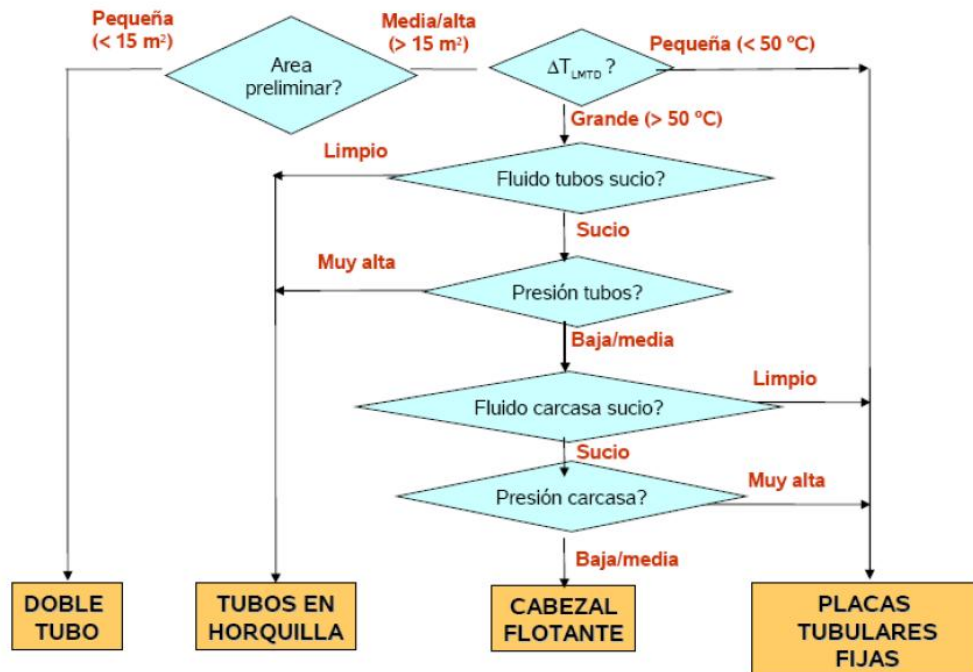 Pequeña
(< 15 m²)
Media/alta
(> 15 m²)
Pequeña (< 50 ºC)
Area
preliminar?
ΔT_LMTD ?
Grande (> 50 ºC)
Limpio
Fluido tubos sucio?
Sucio
Muy alta
Presión tubos?
Baja/media
Limpio
Fluido carcasa sucio?
Sucio
Muy alta
Presión carcasa?
Baja/media
DOBLE
TUBO
TUBOS EN
HORQUILLA
CABEZAL
FLOTANTE
PLACAS
TUBULARES
FIJAS